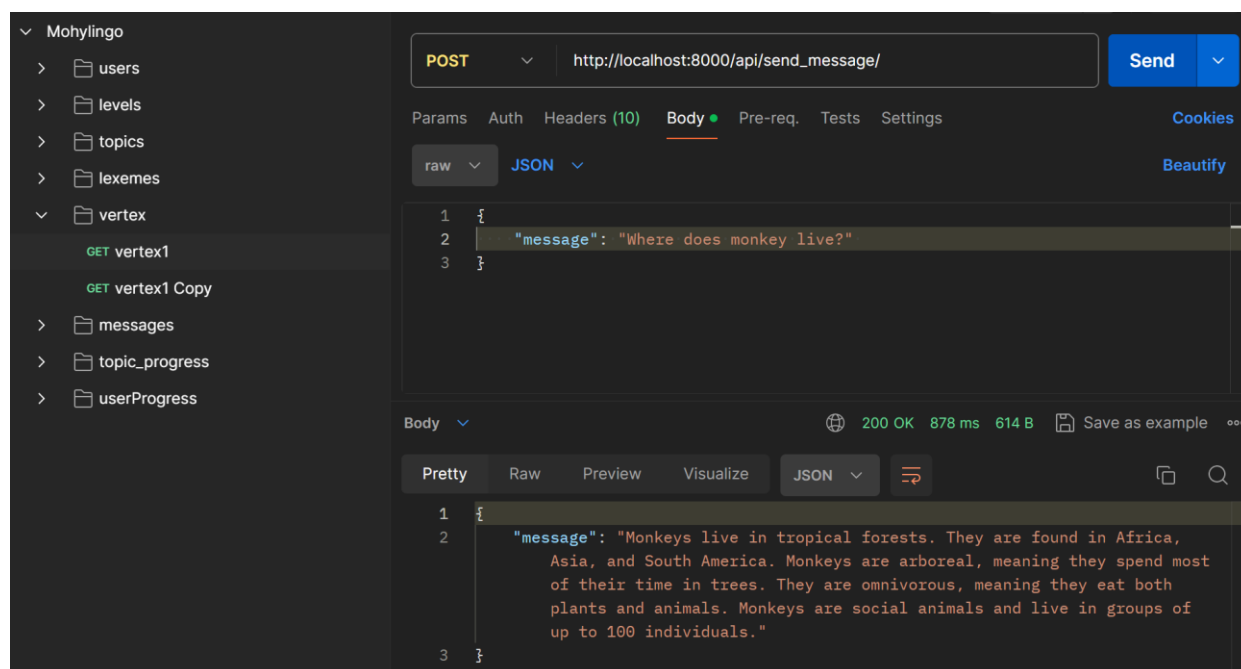 Mohylingo
users
levels
topics
lexemes
vertex
GET vertex1
GET vertex1 Copy
messages
topic_progress
userProgress
POST http://localhost:8000/api/send_message/ Send
Params Auth Headers (10) Body Pre-req. Tests Settings Cookies
raw JSON Beautify
1 {
2 "message": "Where does monkey live?"
3 }
Body 200 OK 878 ms 614 B Save as example
Pretty Raw Preview Visualize JSON
1 {
2 "message": "Monkeys live in tropical forests. They are found in Africa,
Asia, and South America. Monkeys are arboreal, meaning they spend most
of their time in trees. They are omnivorous, meaning they eat both
plants and animals. Monkeys are social animals and live in groups of
up to 100 individuals."
3 }